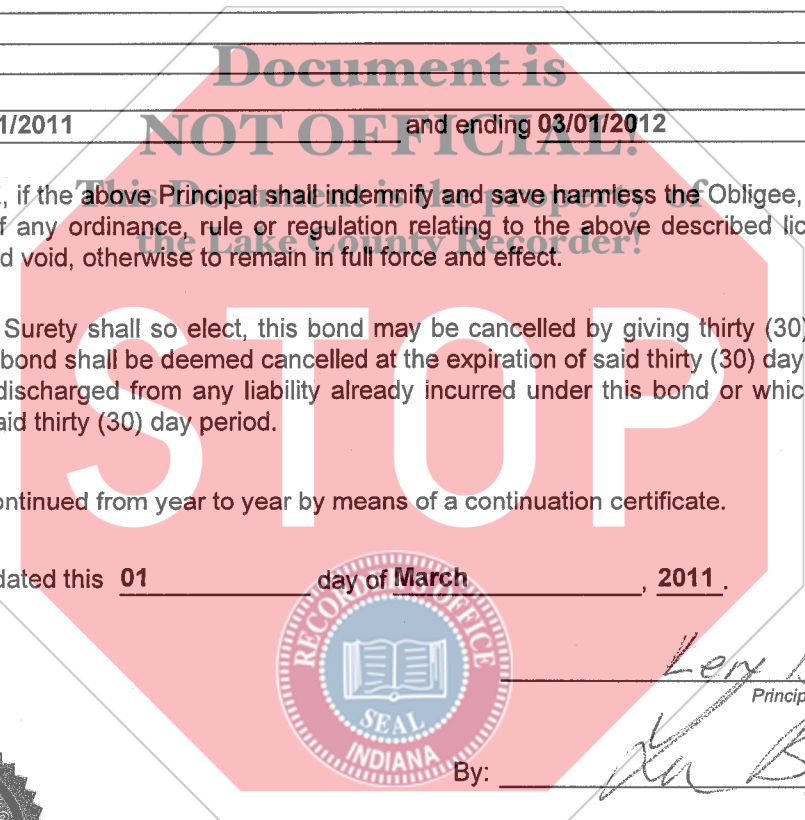 Document is
NOT OFFICIAL!
1/2011 and ending 03/01/2012
This Document is the property of
, if the above Principal shall indemnify and save harmless the Obligee,
f any ordinance, rule or regulation relating to the above described lic
the Lake County Recorder!
d void, otherwise to remain in full force and effect.
STOP
Surety shall so elect, this bond may be cancelled by giving thirty (30)
bond shall be deemed cancelled at the expiration of said thirty (30) day
discharged from any liability already incurred under this bond or whic
aid thirty (30) day period.
ontinued from year to year by means of a continuation certificate.
dated this 01 day of March, 2011.
RECORDER'S OFFICE
SEAL
INDIANA
Princip
By: